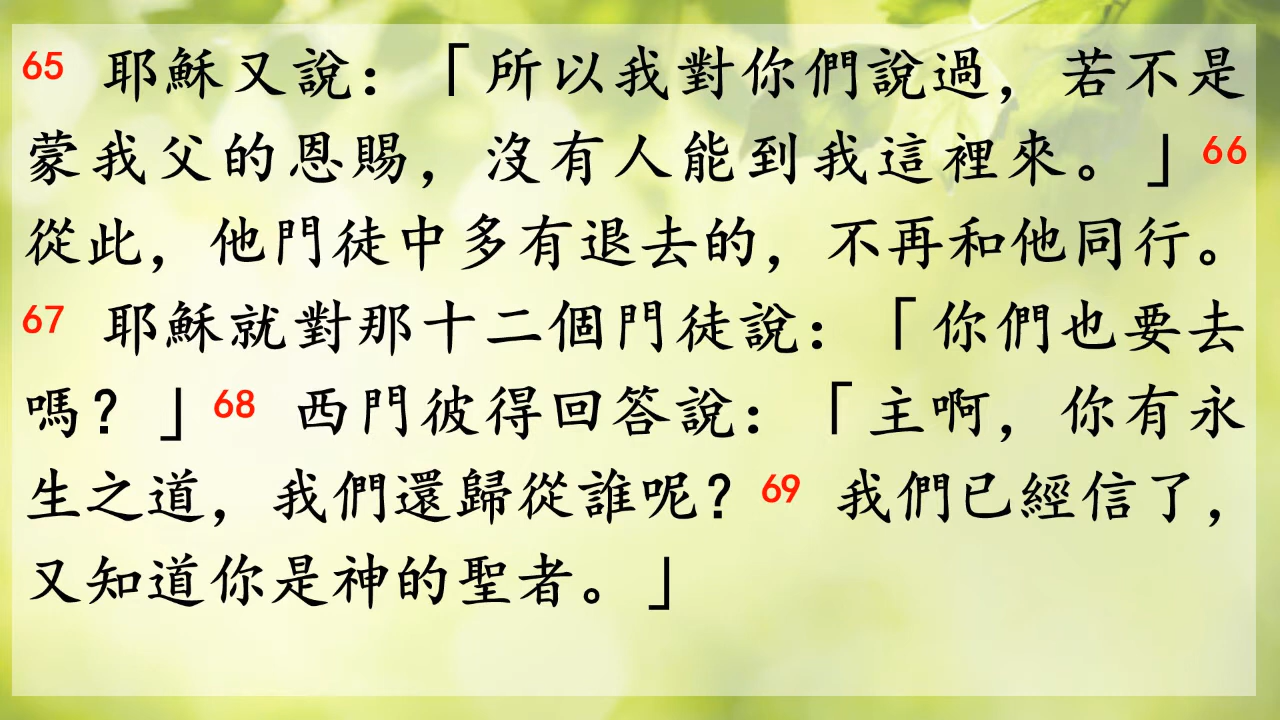 65 耶穌又說：「所以我對你們說過，若不是
蒙我父的恩賜，沒有人能到我這裡來。」66
從此，他門徒中多有退去的，不再和他同行。
67 耶穌就對那十二個門徒說：「你們也要去
嗎？」68 西門彼得回答說：「主啊，你有永
生之道，我們還歸從誰呢？69 我們已經信了，
又知道你是神的聖者。」